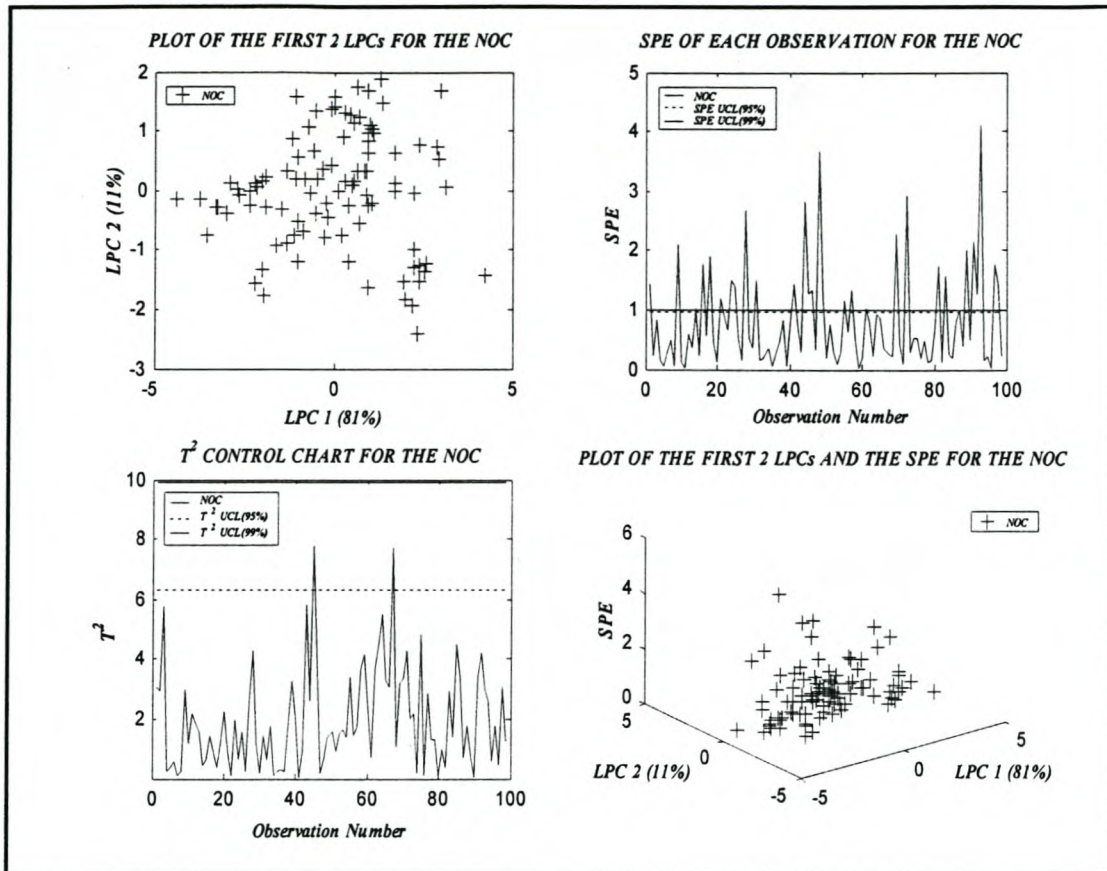 PLOT OF THE FIRST 2 LPCs FOR THE NOC
2
1
0
-1
-2
-3
-5
0
5
LPC 2 (11%)
LPC 1 (81%)
NOC
SPE OF EACH OBSERVATION FOR THE NOC
5
4
3
2
1
0
0
20
40
60
80
100
SPE
Observation Number
NOC
SPE UCL(95%)
SPE UCL(99%)
T² CONTROL CHART FOR THE NOC
10
8
6
4
2
0
20
40
60
80
100
T²
Observation Number
NOC
T² UCL(95%)
T² UCL(99%)
PLOT OF THE FIRST 2 LPCs AND THE SPE FOR THE NOC
NOC
6
4
2
0
SPE
5
0
-5
LPC 2 (11%)
-5
0
5
LPC 1 (81%)